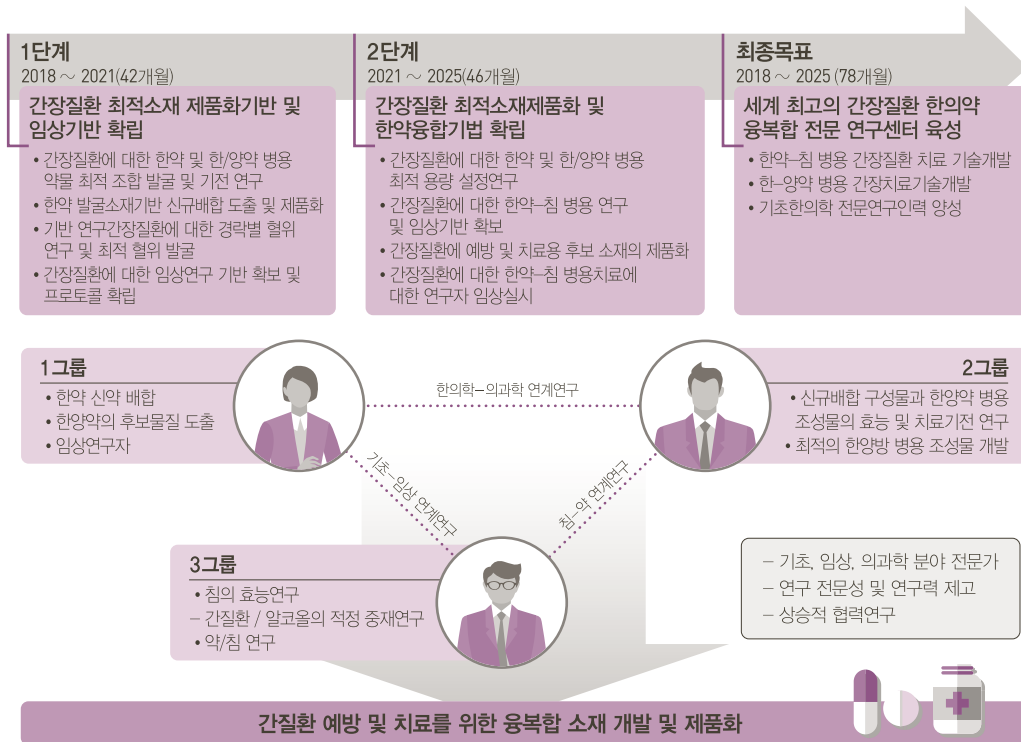 1단계
2018 ~ 2021(42개월)
간장질환 최적소재 제품화기반 및
임상기반 확립
• 간장질환에 대한 한약 및 한/양약 병용
약물 최적 조합 발굴 및 기전 연구
• 한약 발굴소재기반 신규배합 도출 및 제품화
• 기반 연구간장질환에 대한 경락별 혈위
연구 및 최적 혈위 발굴
• 간장질환에 대한 임상연구 기반 확보 및
프로토콜 확립
2단계
2021 ~ 2025(46개월)
간장질환 최적소재제품화 및
한약융합기법 확립
• 간장질환에 대한 한약 및 한/양약 병용
최적 용량 설정연구
• 간장질환에 대한 한약-침 병용 연구
및 임상기반 확보
• 간장질환에 예방 및 치료용 후보 소재의 제품화
• 간장질환에 대한 한약-침 병용치료에
대한 연구자 임상실시
최종목표
2018 ~ 2025 (78개월)
세계 최고의 간장질환 한의약
융복합 전문 연구센터 육성
• 한약-침 병용 간장질환 치료 기술개발
• 한-양약 병용 간장치료기술개발
• 기초한의학 전문연구인력 양성
1그룹
• 한약 신약 배합
• 한양약의 후보물질 도출
• 임상연구자
한의학-의과학 연계연구
2그룹
• 신규배합 구성물과 한양약 병용
조성물의 효능 및 치료기전 연구
• 최적의 한양방 병용 조성물 개발
기초-임상 연계연구
침-약 연계연구
3그룹
• 침의 효능연구
- 간질환 / 알코올의 적정 중재연구
• 약/침 연구
- 기초, 임상, 의과학 분야 전문가
- 연구 전문성 및 연구력 제고
- 상승적 협력연구
간질환 예방 및 치료를 위한 융복합 소재 개발 및 제품화